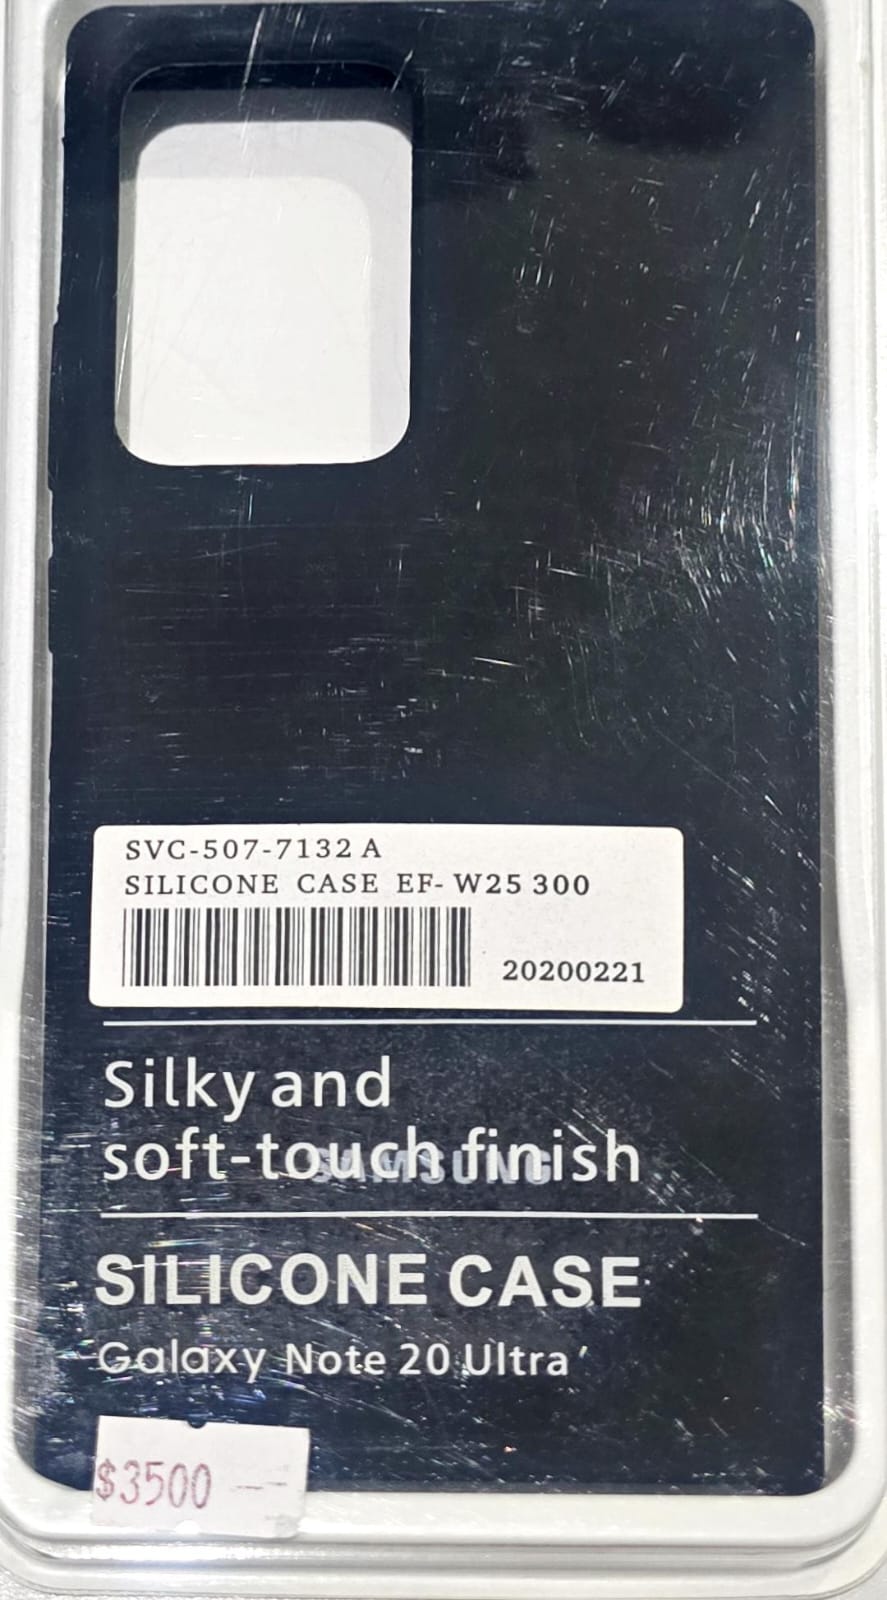 SVC-507-7132 A
SILICONE CASE EF- W25 300
20200221
Silky and
soft-touch finish
SAMSUNG
SILICONE CASE
Galaxy Note 20 Ultra
$3500